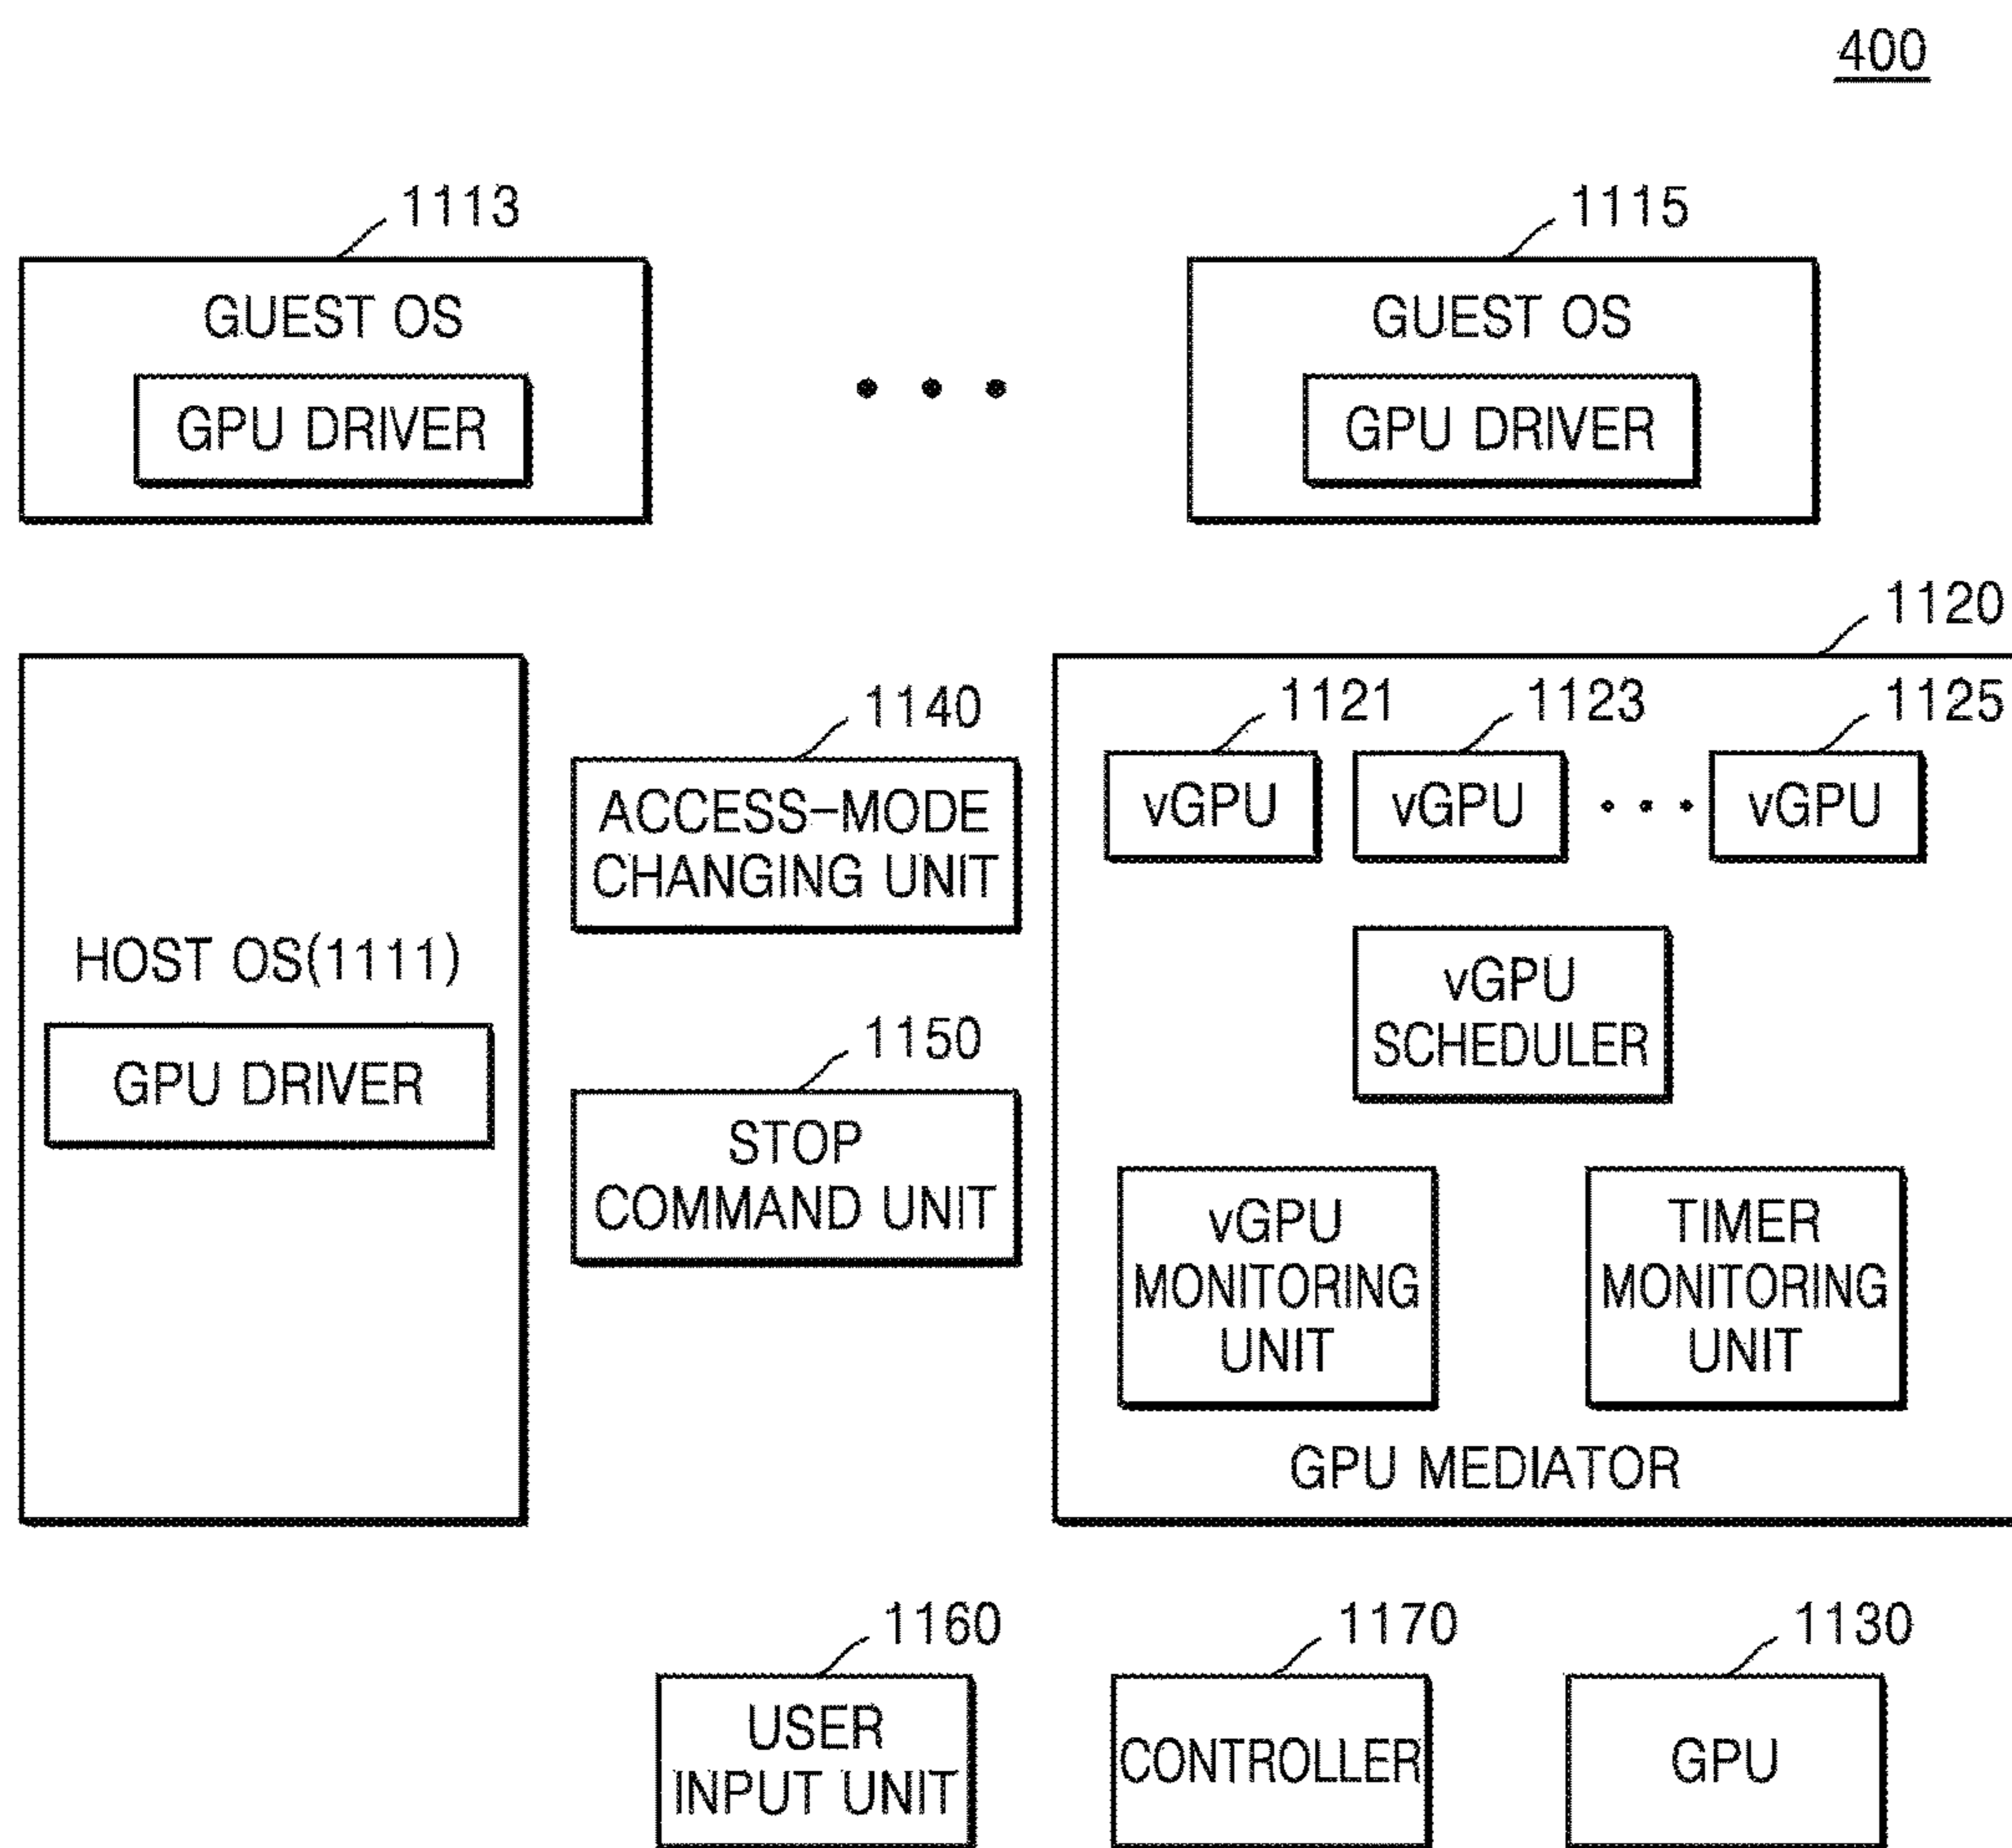 400
1113
1115
GUEST OS
GPU DRIVER
• • •
GUEST OS
GPU DRIVER
1120
HOST OS(1111)
GPU DRIVER
1140
ACCESS-MODE
CHANGING UNIT
1150
STOP
COMMAND UNIT
1121
1123
1125
vGPU
vGPU
• • •
vGPU
vGPU
SCHEDULER
vGPU
MONITORING
UNIT
TIMER
MONITORING
UNIT
GPU MEDIATOR
1160
1170
1130
USER
INPUT UNIT
CONTROLLER
GPU